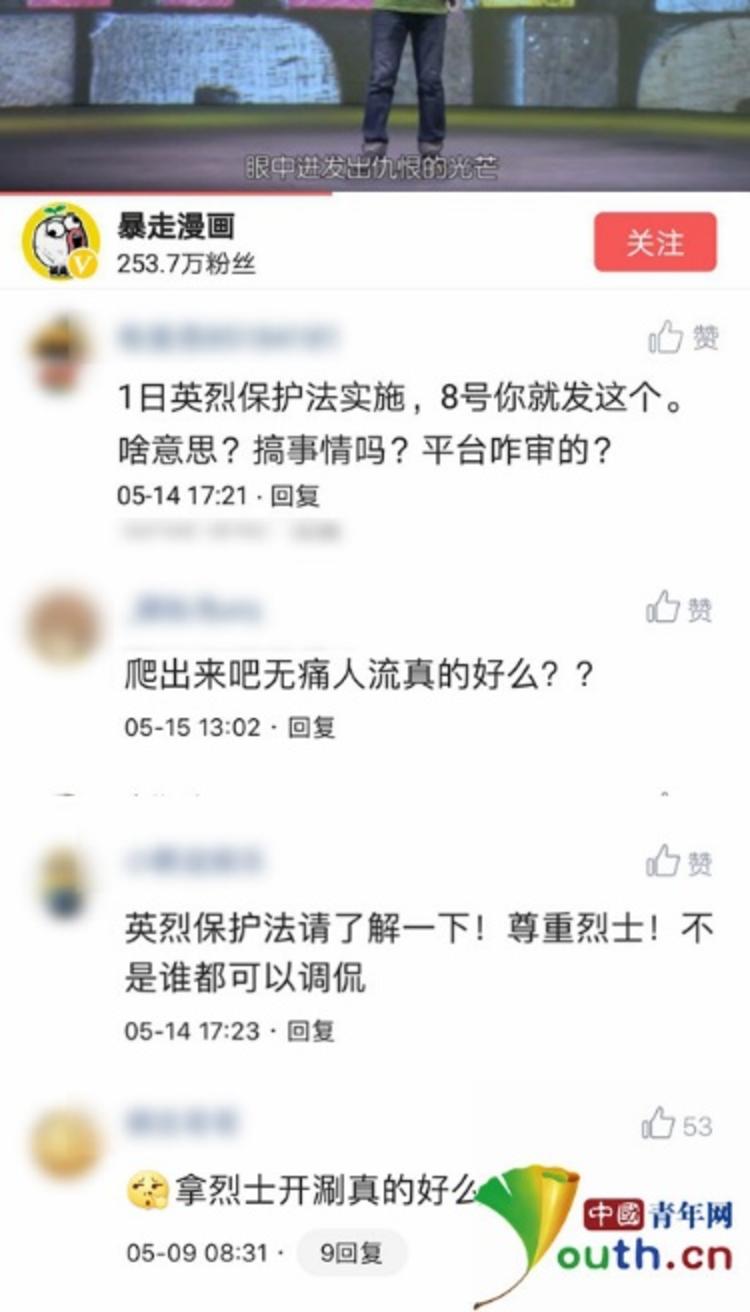 眼中迸发出仇恨的光芒
暴走漫画
253.7万粉丝
关注
V
赞
1日英烈保护法实施，8号你就发这个。
啥意思？搞事情吗？平台咋审的？
05-14 17:21 · 回复
赞
爬出来吧无痛人流真的好么？？
05-15 13:02 · 回复
赞
英烈保护法请了解一下！尊重烈士！不
是谁都可以调侃
05-14 17:23 · 回复
53
拿烈士开涮真的好么
05-09 08:31 · 9回复
中國青年网
outh.cn